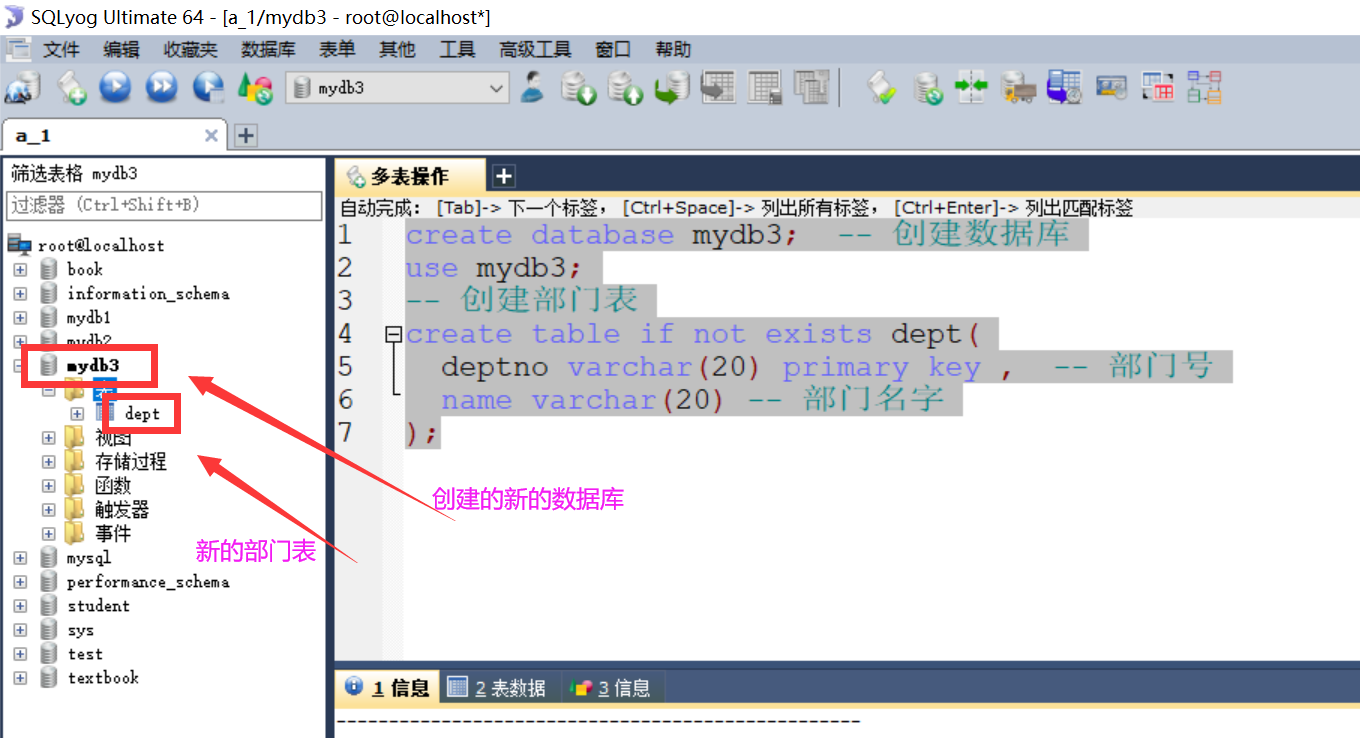 SQLyog Ultimate 64 - [a_1/mydb3 - root@localhost*]
文件 编辑 收藏夹 数据库 表单 其他 工具 高级工具 窗口 帮助
mydb3
a_1
筛选表格 mydb3
过滤器 (Ctrl+Shift+B)
root@localhost
book
information_schema
mydb1
mydb2
mydb3
表
dept
视图
存储过程
函数
触发器
事件
mysql
performance_schema
student
sys
test
textbook
新的部门表
多表操作
自动完成: [Tab]-> 下一个标签, [Ctrl+Space]-> 列出所有标签, [Ctrl+Enter]-> 列出匹配标签
1 create database mydb3;  -- 创建数据库
2 use mydb3;
3 -- 创建部门表
4 create table if not exists dept(
5   deptno varchar(20) primary key ,  -- 部门号
6   name varchar(20) -- 部门名字
7 );
创建的新的数据库
1 信息 2 表数据 3 信息